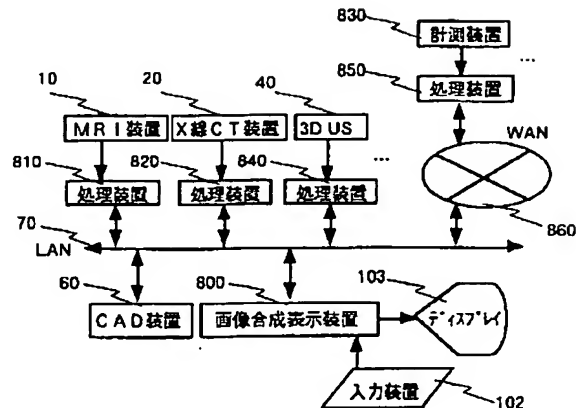 830
計測装置
…
850
処理装置
10
20
40
MRI装置
X線CT装置
3D US
…
WAN
810
820
840
処理装置
処理装置
処理装置
860
70
LAN
60
800
103
CAD装置
画像合成表示装置
ディスプレイ
入力装置
102